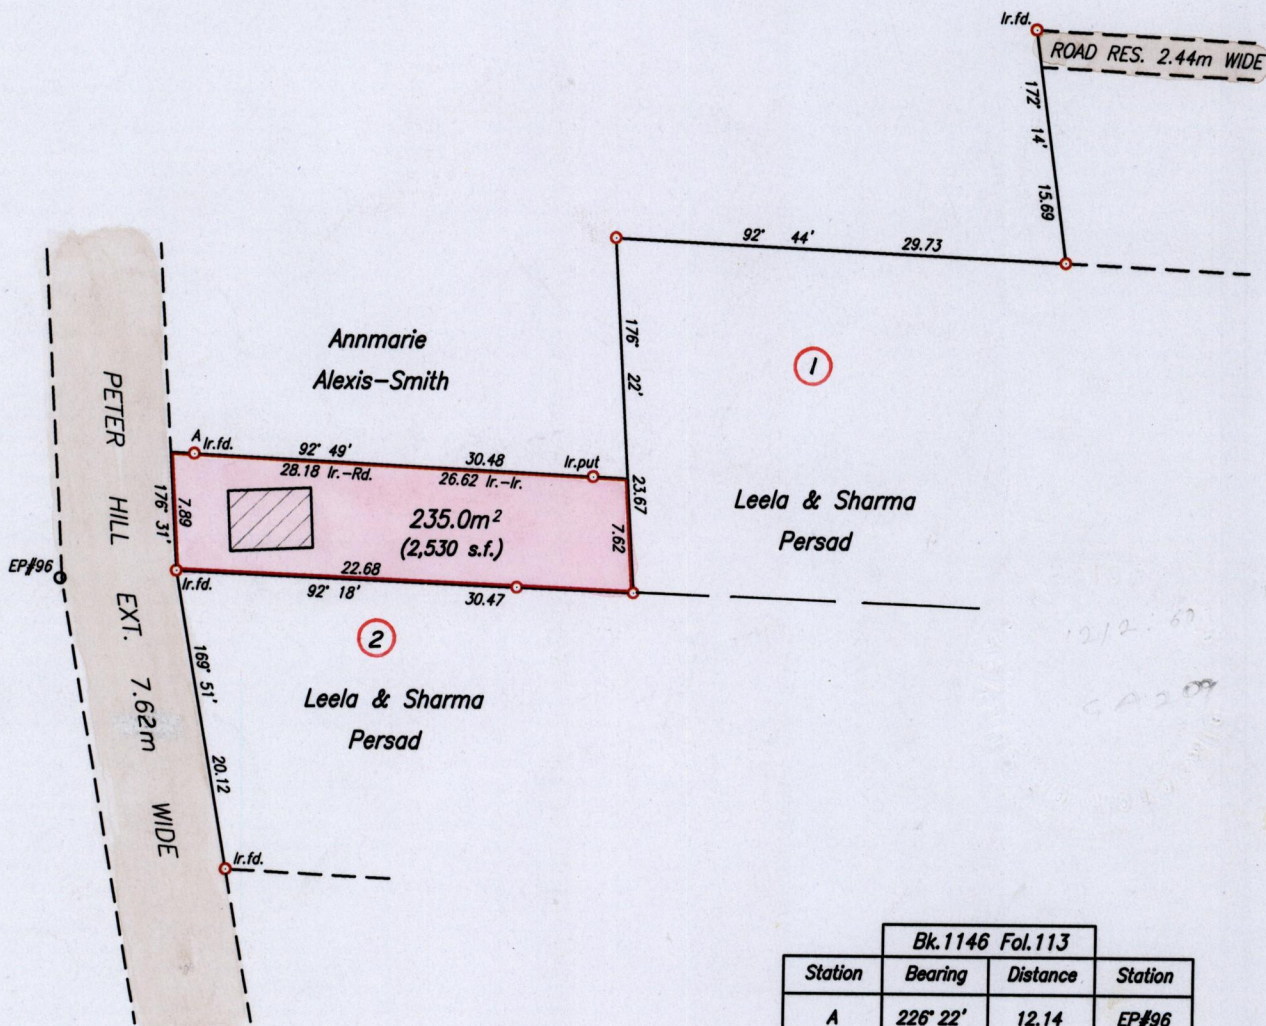 Ir.fd.
ROAD RES. 2.44m WIDE
172° 14' 15.69
92° 44' 29.73
176° 22' 23.67
Annmarie
Alexis-Smith
1
PETER HILL EXT. 7.62m WIDE
A Ir.fd.
92° 49' 30.48
Ir.put
28.18 Ir.-Rd.
26.62 Ir.-Ir.
176° 31' 7.89
7.62
Leela & Sharma
Persad
235.0m²
(2,530 s.f.)
EP#96
Ir.fd.
22.68
92° 18' 30.47
2
169° 51' 20.12
Leela & Sharma
Persad
Ir.fd.
Bk.1146 Fol.113
Station Bearing Distance Station
A 226° 22' 12.14 EP#96